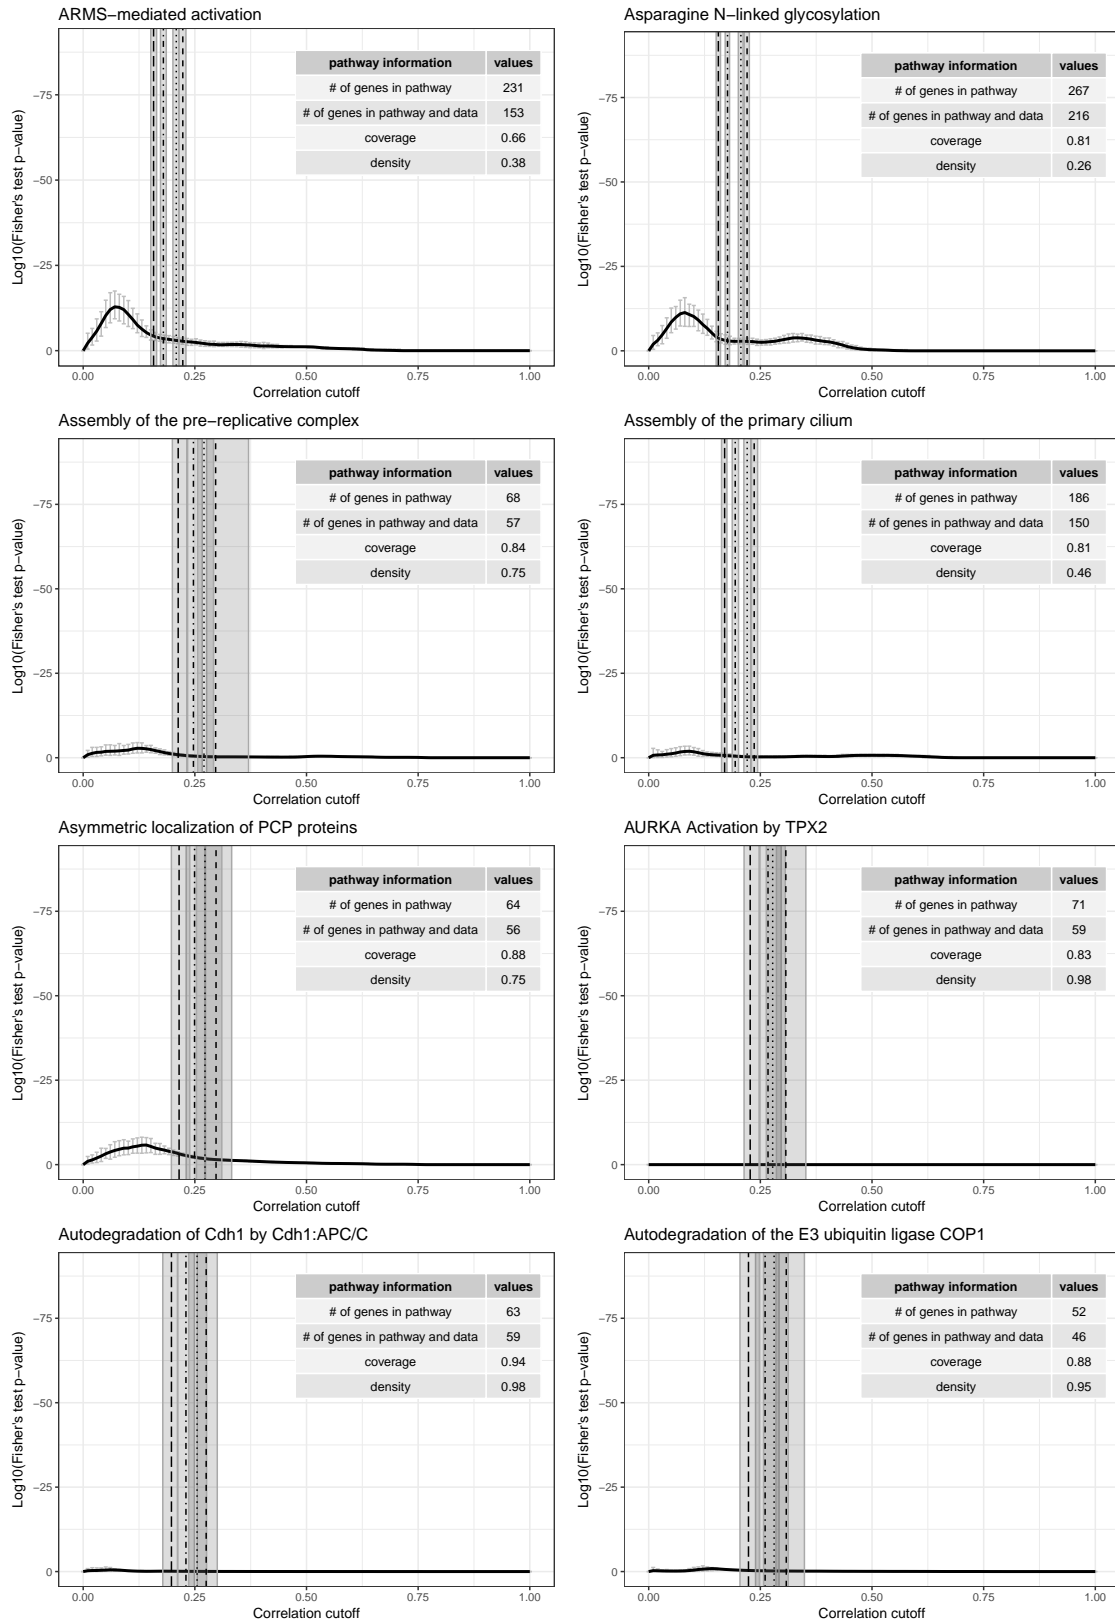 ARMS−mediated activation
Log10(Fisher's test p−value)
−75
−50
−25
0
pathway information values
# of genes in pathway 231
# of genes in pathway and data 153
coverage 0.66
density 0.38
0.00 0.25 0.50 0.75 1.00
Correlation cutoff
Asparagine N−linked glycosylation
Log10(Fisher's test p−value)
−75
−50
−25
0
pathway information values
# of genes in pathway 267
# of genes in pathway and data 216
coverage 0.81
density 0.26
0.00 0.25 0.50 0.75 1.00
Correlation cutoff
Assembly of the pre−replicative complex
Log10(Fisher's test p−value)
−75
−50
−25
0
pathway information values
# of genes in pathway 68
# of genes in pathway and data 57
coverage 0.84
density 0.75
0.00 0.25 0.50 0.75 1.00
Correlation cutoff
Assembly of the primary cilium
Log10(Fisher's test p−value)
−75
−50
−25
0
pathway information values
# of genes in pathway 186
# of genes in pathway and data 150
coverage 0.81
density 0.46
0.00 0.25 0.50 0.75 1.00
Correlation cutoff
Asymmetric localization of PCP proteins
Log10(Fisher's test p−value)
−75
−50
−25
0
pathway information values
# of genes in pathway 64
# of genes in pathway and data 56
coverage 0.88
density 0.75
0.00 0.25 0.50 0.75 1.00
Correlation cutoff
AURKA Activation by TPX2
Log10(Fisher's test p−value)
−75
−50
−25
0
pathway information values
# of genes in pathway 71
# of genes in pathway and data 59
coverage 0.83
density 0.98
0.00 0.25 0.50 0.75 1.00
Correlation cutoff
Autodegradation of Cdh1 by Cdh1:APC/C
Log10(Fisher's test p−value)
−75
−50
−25
0
pathway information values
# of genes in pathway 63
# of genes in pathway and data 59
coverage 0.94
density 0.98
0.00 0.25 0.50 0.75 1.00
Correlation cutoff
Autodegradation of the E3 ubiquitin ligase COP1
Log10(Fisher's test p−value)
−75
−50
−25
0
pathway information values
# of genes in pathway 52
# of genes in pathway and data 46
coverage 0.88
density 0.95
0.00 0.25 0.50 0.75 1.00
Correlation cutoff